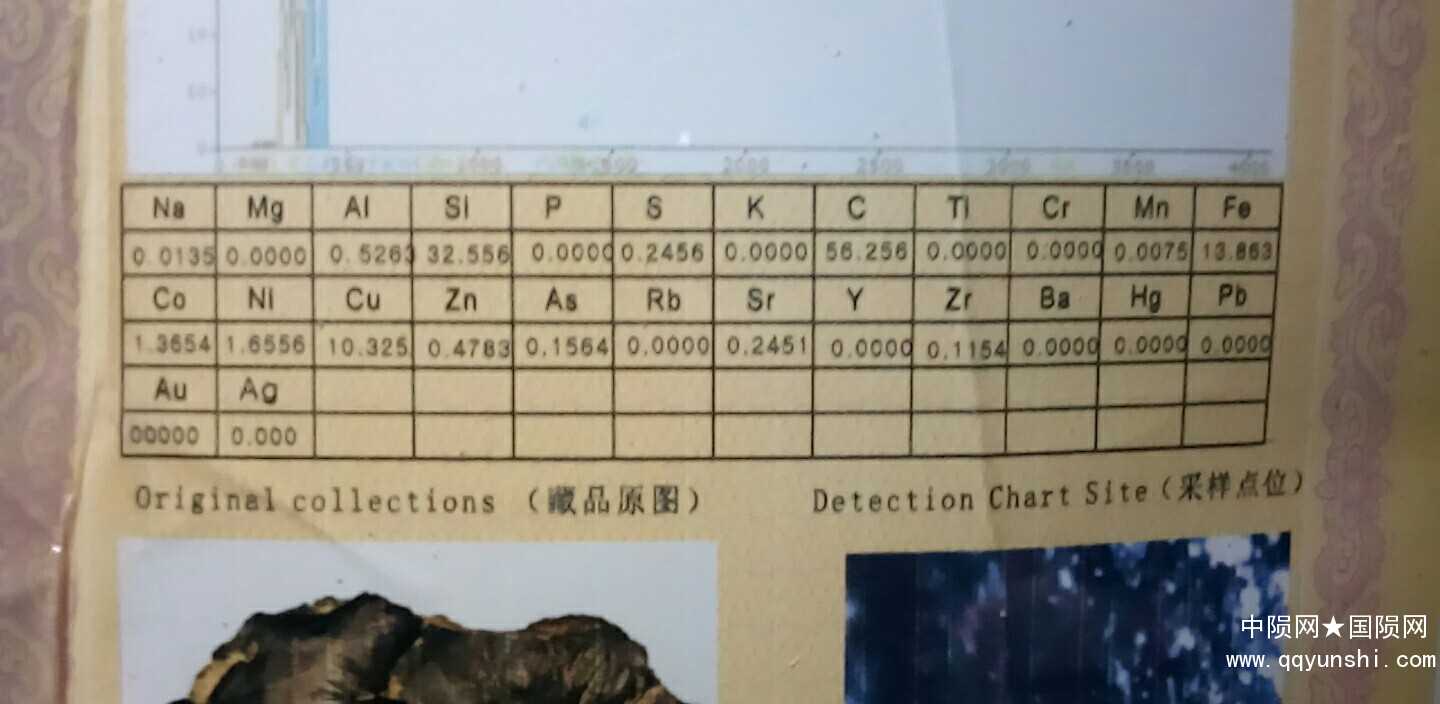 Na Mg Al Si P S K C Ti Cr Mn Fe
0.0135 0.0000 0.5263 32.556 0.0000 0.2456 0.0000 56.256 0.0000 0.0000 0.0075 13.863
Co Ni Cu Zn As Rb Sr Y Zr Ba Hg Pb
1.3654 1.6556 10.325 0.4783 0.1564 0.0000 0.2451 0.0000 0.1154 0.0000 0.0000 0.0000
Au Ag
00000 0.000
Original collections (藏品原图)
Detection Chart Site (采样点位)
中陨网★国陨网
www.qqyunshi.com